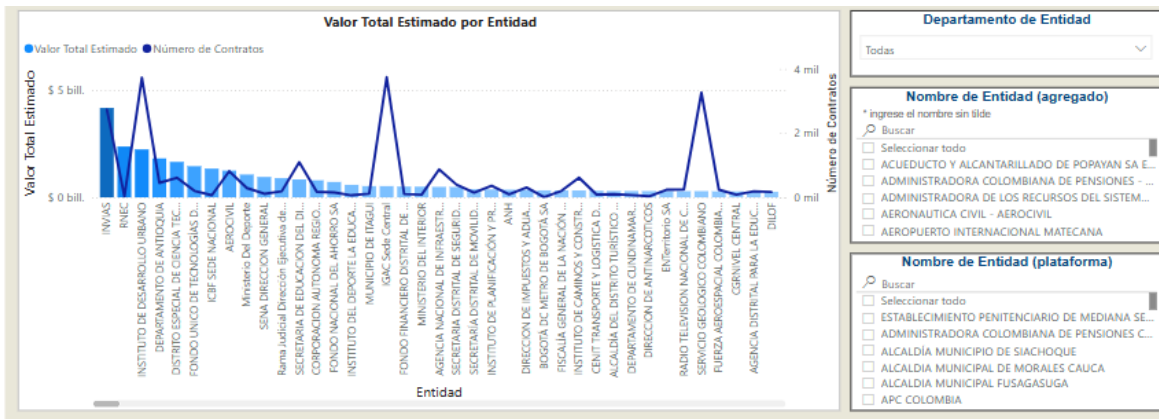 Valor Total Estimado por Entidad
Valor Total Estimado Número de Contratos
Valor Total Estimado
$ 5 bill.
$ 0 bill.
4 mil
2 mil
0 mil
Número de Contratos
INVIAS
RNEC
INSTITUTO DE DESARROLLO URBANO
DEPARTAMENTO DE ANTIOQUIA
DISTRITO ESPECIAL DE CIENCIA TEC...
FONDO UNICO DE TECNOLOGÍAS D...
ICBF SEDE NACIONAL
AEROCIVIL
Ministerio Del Deporte
SENA DIRECCION GENERAL
Rama Judicial Dirección Ejecutiva de...
SECRETARIA DE EDUCACION DEL DI...
CORPORACION AUTONOMA REGIO...
FONDO NACIONAL DEL AHORRO SA
INSTITUTO DEL DEPORTE LA EDUCA...
MUNICIPIO DE ITAGUI
IGAC Sede Central
FONDO FINANCIERO DISTRITAL DE ...
MINISTERIO DEL INTERIOR
AGENCIA NACIONAL DE INFRAEST...
SECRETARIA DISTRITAL DE SEGURID...
SECRETARÍA DISTRITAL DE MOVILID...
INSTITUTO DE PLANIFICACIÓN Y PR...
ANH
DIRECCION DE IMPUESTOS Y ADUA...
BOGOTÁ DC METRO DE BOGOTÁ SA
FISCALÍA GENERAL DE LA NACIÓN ...
INSTITUTO DE CAMINOS Y CONSTR...
CENIT TRANSPORTE Y LOGISTICA D...
ALCALDÍA DEL DISTRITO TURÍSTICO...
DEPARTAMENTO DE CUNDINAMAR...
DIRECCION DE ANTINARCOTICOS
ENTerritorio SA
RADIO TELEVISION NACIONAL DE C...
SERVICIO GEOLOGICO COLOMBIANO
FUERZA AEROESPACIAL COLOMBIA...
CGRNIVEL CENTRAL
AGENCIA DISTRITAL PARA LA EDUC...
DILOF
Entidad
Departamento de Entidad
Todas
Nombre de Entidad (agregado)
* ingrese el nombre sin tilde
Buscar
Seleccionar todo
ACUEDUCTO Y ALCANTARILLADO DE POPAYAN SA E...
ADMINISTRADORA COLOMBIANA DE PENSIONES - ...
ADMINISTRADORA DE LOS RECURSOS DEL SISTEM...
AERONAUTICA CIVIL - AEROCIVIL
AEROPUERTO INTERNACIONAL MATECANA
Nombre de Entidad (plataforma)
Buscar
Seleccionar todo
ESTABLECIMIENTO PENITENCIARIO DE MEDIANA SE...
ADMINISTRADORA COLOMBIANA DE PENSIONES C...
ALCALDÍA MUNICIPIO DE SIACHOQUE
ALCALDIA MUNICIPAL DE MORALES CAUCA
ALCALDIA MUNICIPAL FUSAGASUGA
APC COLOMBIA